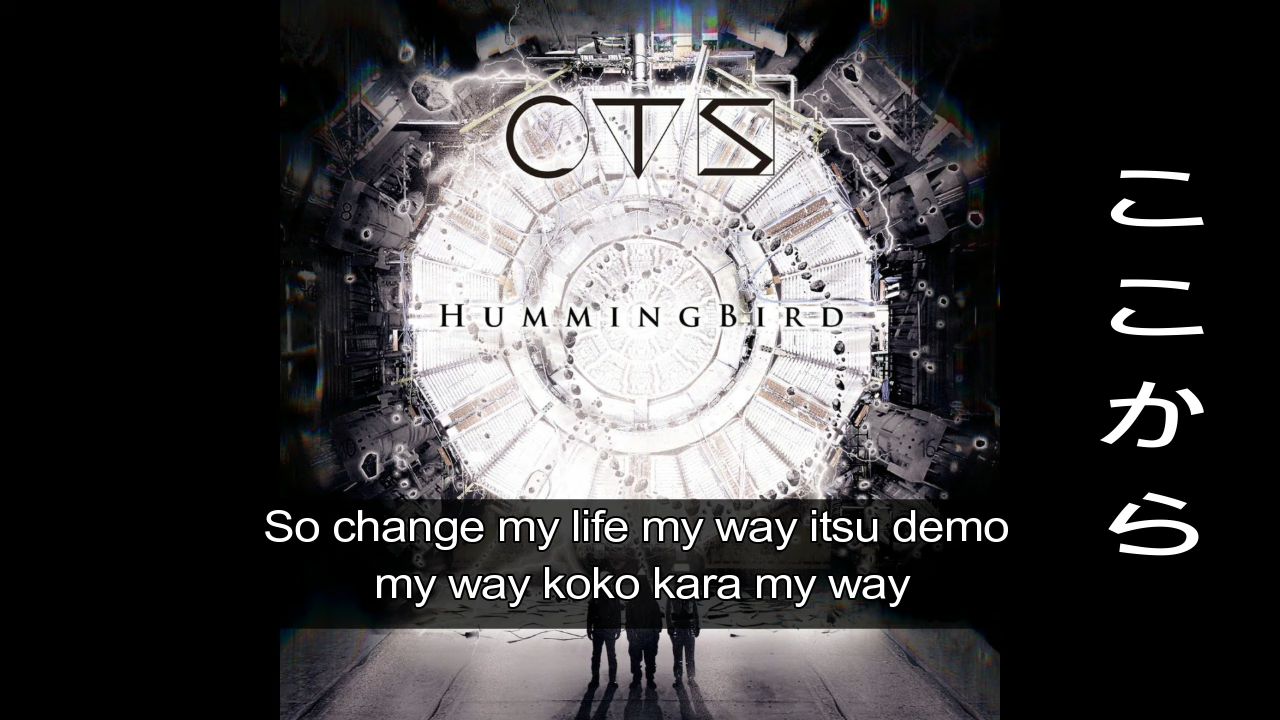 CTS
HUMMINGBIRD
So change my life my way itsu demo
my way koko kara my way
ここから